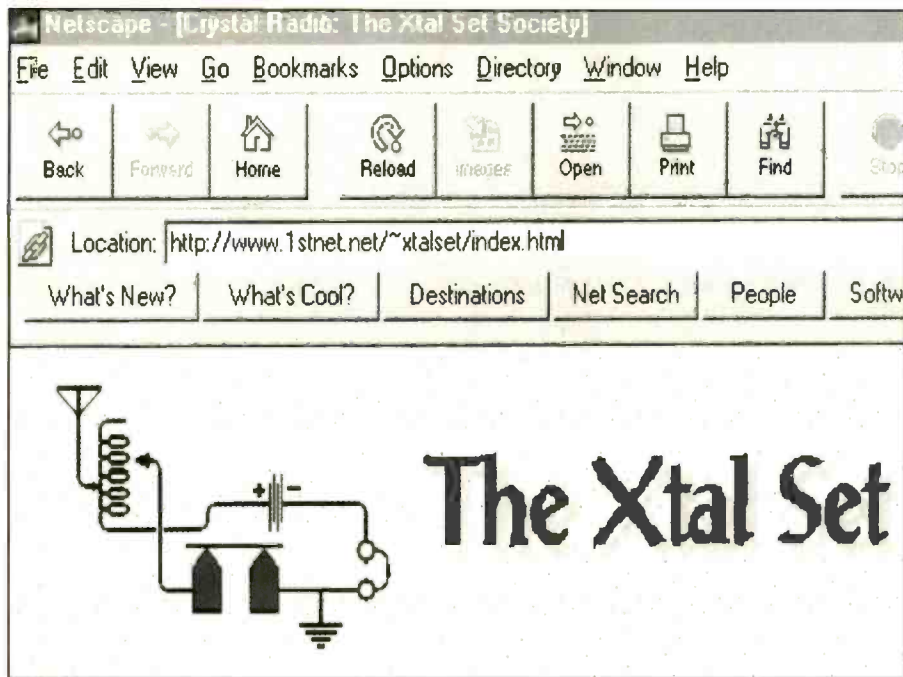 Netscape - [Crystal Radio: The Xtal Set Society]
File Edit View Go Bookmarks Options Directory Window Help
Back Forward Home Reload Images Open Print Find Stop
Location: http://www.1stnet.net/~xtalset/index.html
What's New? What's Cool? Destinations Net Search People Softw
+ -
The Xtal Set